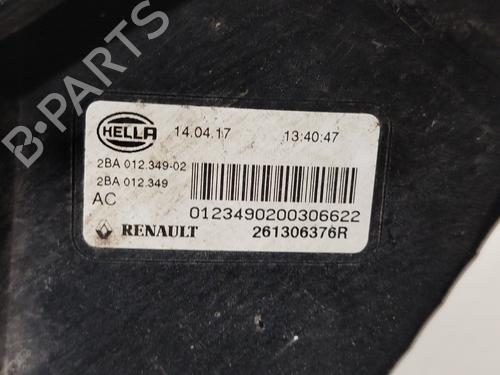 HELLA 14.04.17 13:40:47
2BA 012.349-02
2BA 012.349
AC 0123490200306622
RENAULT 261306376R
B-PARTS